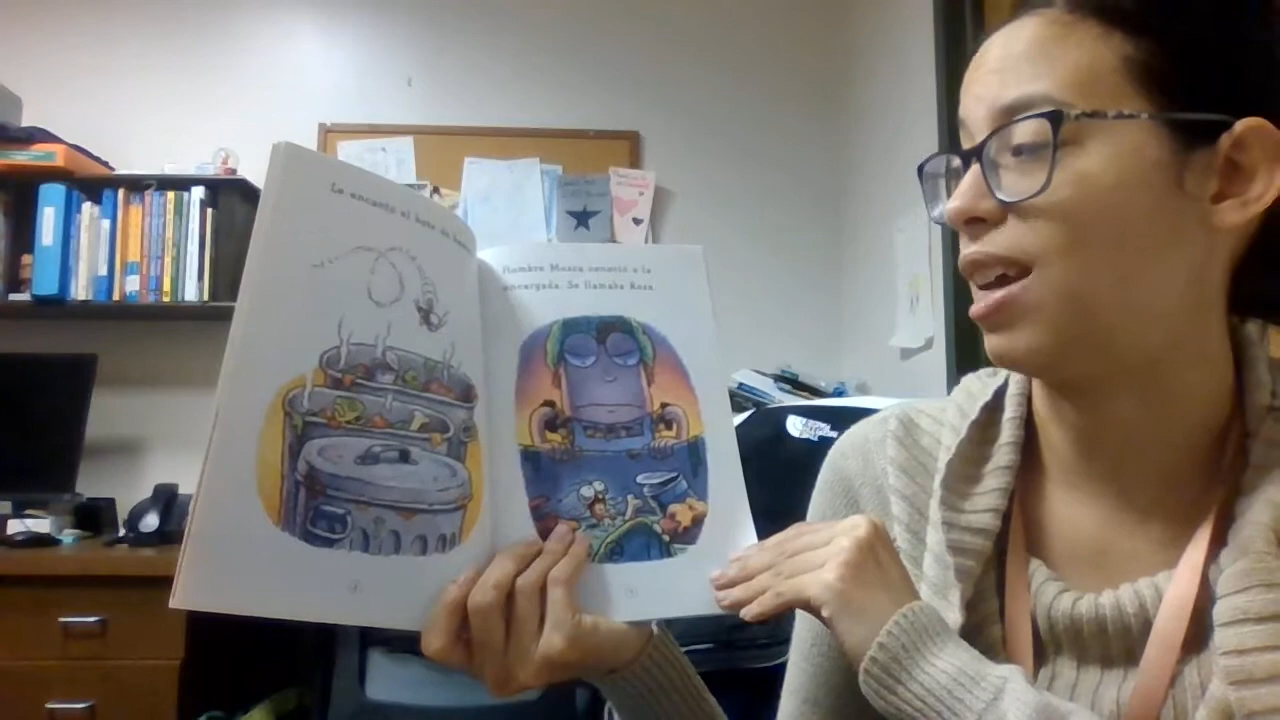 Le encantó el bote de
Hombre Mosca conoció a la
encargada. Se llamaba Rosa.